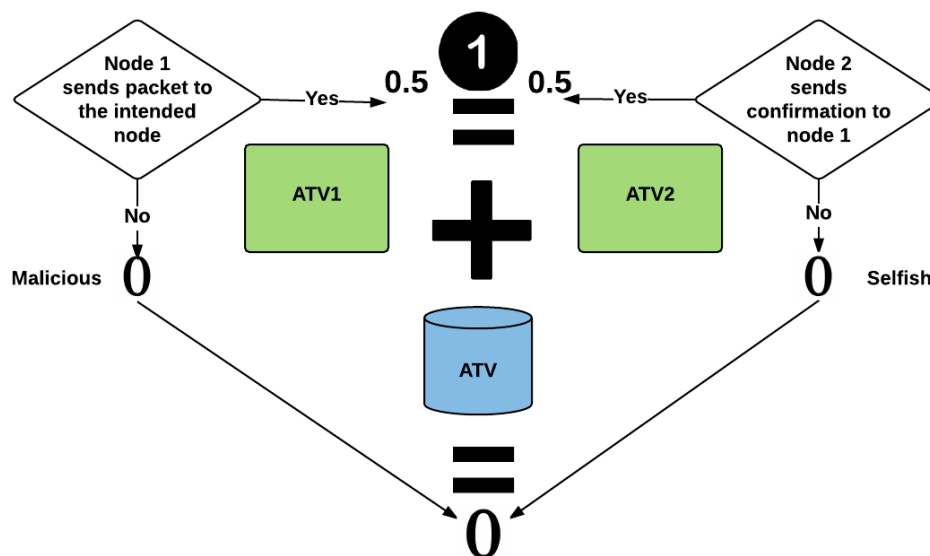 Node 1
sends packet to
the intended
node
Yes
0.5
1
0.5
Yes
Node 2
sends
confirmation to
node 1
ATV1
+
ATV2
=
No
No
Malicious
0
0
Selfish
ATV
=
0